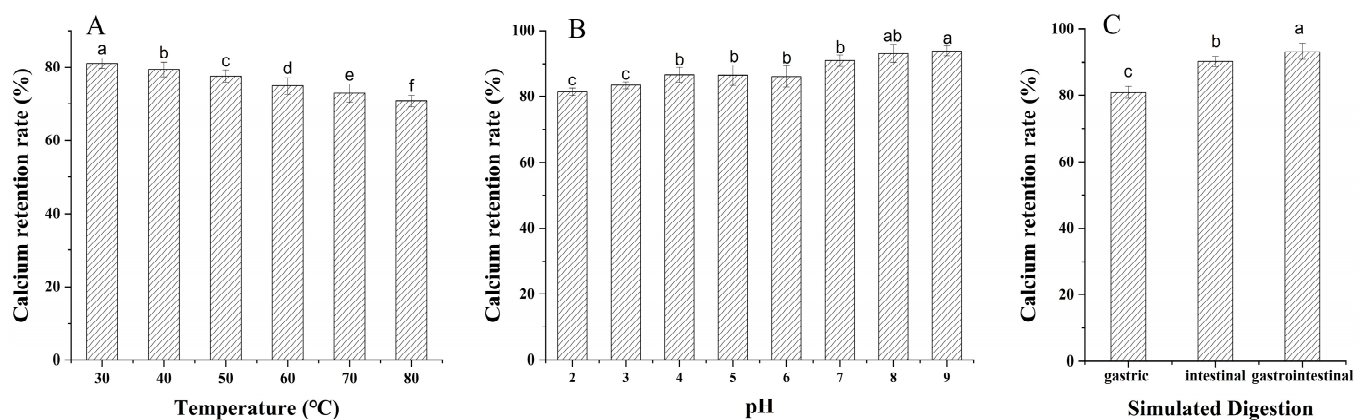 A
Calcium retention rate (%)
80
60
40
20
0
a
b
c
d
e
f
30 40 50 60 70 80
Temperature (°C)
B
Calcium retention rate (%)
100
80
60
40
20
0
c
c
b
b
b
b
ab
a
2 3 4 5 6 7 8 9
pH
C
Calcium retention rate (%)
100
80
60
40
20
0
c
b
a
gastric intestinal gastrointestinal
Simulated Digestion